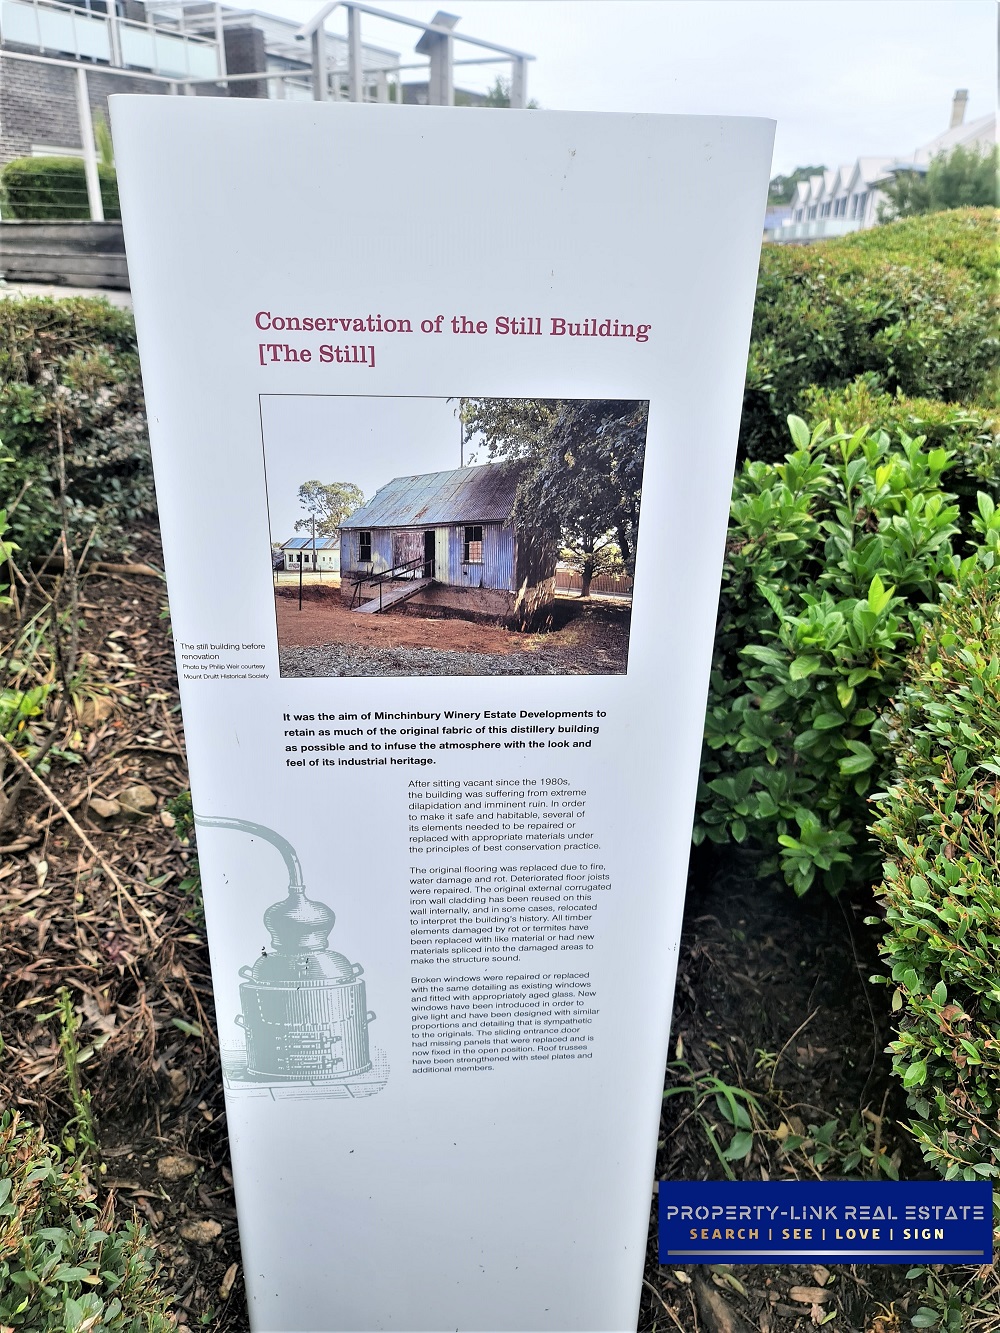 Conservation of the Still Building
[The Still]
The still building before
renovation
Photo by Philip Weir courtesy
Mount Druitt Historical Society
It was the aim of Minchinbury Winery Estate Developments to
retain as much of the original fabric of this distillery building
as possible and to infuse the atmosphere with the look and
feel of its industrial heritage.
After sitting vacant since the 1980s,
the building was suffering from extreme
dilapidation and imminent ruin. In order
to make it safe and habitable, several of
its elements needed to be repaired or
replaced with appropriate materials under
the principles of best conservation practice.
The original flooring was replaced due to fire,
water damage and rot. Deteriorated floor joists
were repaired. The original external corrugated
iron wall cladding has been reused on this
wall internally, and in some cases, relocated
to interpret the building's history. All timber
elements damaged by rot or termites have
been replaced with like material or had new
materials spliced into the damaged areas to
make the structure sound.
Broken windows were repaired or replaced
with the same detailing as existing windows
and fitted with appropriately aged glass. New
windows have been introduced in order to
give light and have been designed with similar
proportions and detailing that is sympathetic
to the originals. The sliding entrance door
had missing panels that were replaced and is
now fixed in the open position. Roof trusses
have been strengthened with steel plates and
additional members.
PROPERTY-LINK REAL ESTATE
SEARCH | SEE | LOVE | SIGN